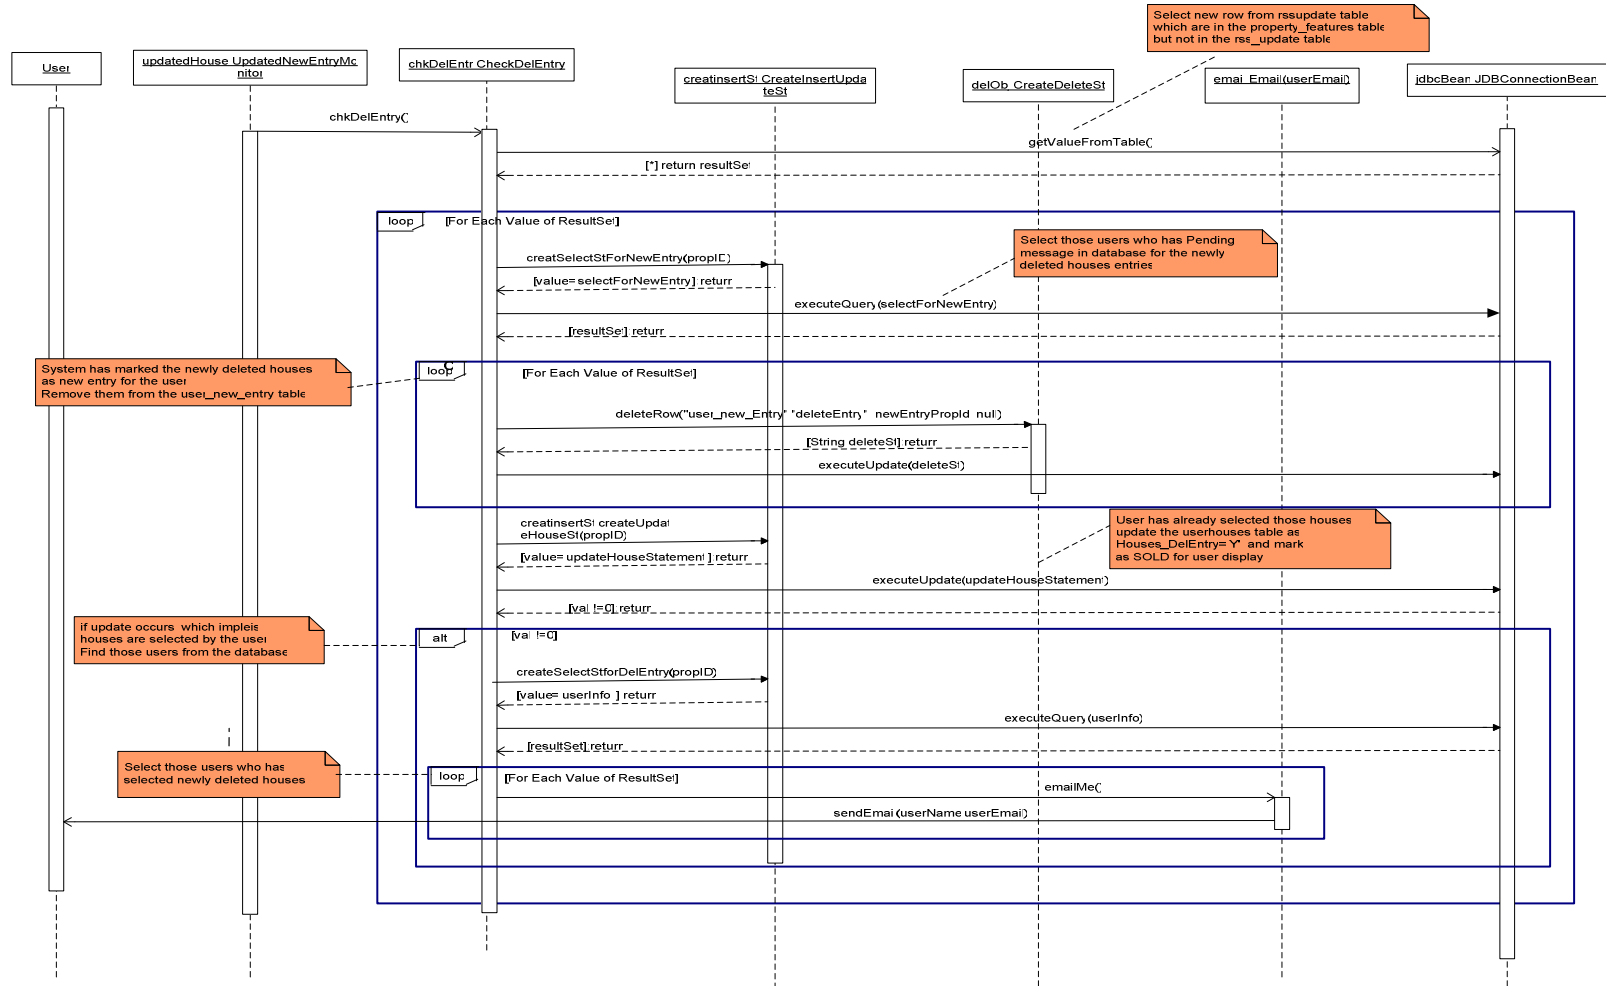 Select new row from rssupdate table
which are in the property_features table
but not in the rss_update table
User
updatedHouse UpdatedNewEntryMo
nitor
chkDelEntr CheckDelEntry
creatinsertSt CreateInsertUpda
teSt
delOb CreateDeleteSt
emai Email(userEmail)
jdbcBean JDBConnectionBean
chkDelEntry()
getValueFromTable()
[*] return resultSet
loop
[For Each Value of ResultSet]
Select those users who has Pending
message in database for the newly
deleted houses entries
creatSelectStForNewEntry(propID)
[value= selectForNewEntry] return
executeQuery(selectForNewEntry)
[resultSet] return
System has marked the newly deleted houses
as new entry for the user
Remove them from the user_new_entry table
loop
[For Each Value of ResultSet]
deleteRow("user_new_Entry" "deleteEntry" newEntryPropId null)
[String deleteSt] return
executeUpdate(deleteSt)
User has already selected those houses
update the userhouses table as
Houses_DelEntry='Y' and mark
as SOLD for user display
creatinsertSt createUpdat
eHouseSt(propID)
[value= updateHouseStatement ] return
executeUpdate(updateHouseStatement)
[val !=0] return
if update occurs which impleis
houses are selected by the user
Find those users from the database
alt
[val !=0]
createSelectStforDelEntry(propID)
[value= userInfo ] return
executeQuery(userInfo)
[resultSet] return
Select those users who has
selected newly deleted houses
loop
[For Each Value of ResultSet]
emailMe()
sendEmail(userName userEmail)